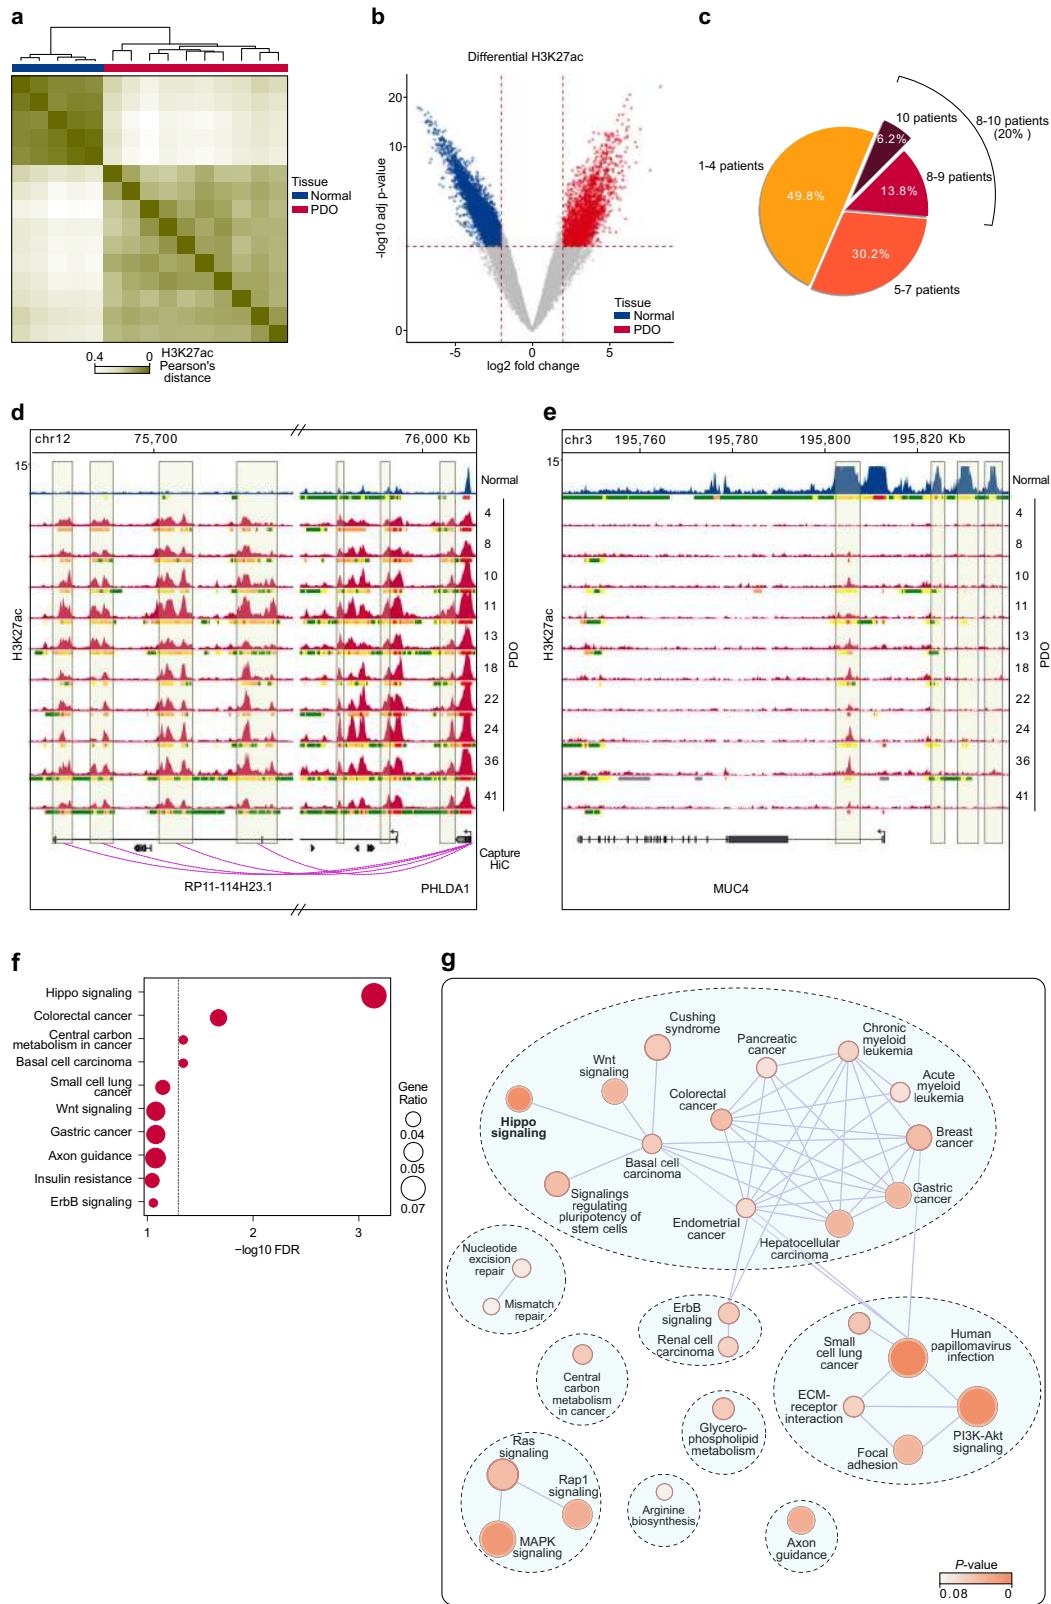 a
Tissue
Normal
PDO
0.4
0
H3K27ac
Pearson's
distance
b
Differential H3K27ac
-log10 adj p-value
20
10
0
-5
0
5
log2 fold change
Tissue
Normal
PDO
c
10 patients
8-10 patients
(20% )
6.2%
1-4 patients
8-9 patients
49.8%
13.8%
30.2%
5-7 patients
d
chr12
75,700
76,000 Kb
15
Normal
4
8
10
11
13
18
22
24
36
41
H3K27ac
PDO
Capture
HiC
RP11-114H23.1
PHLDA1
e
chr3
195,760
195,780
195,800
195,820 Kb
15
Normal
4
8
10
11
13
18
22
24
36
41
H3K27ac
PDO
MUC4
f
Hippo signaling
Colorectal cancer
Central carbon
metabolism in cancer
Basal cell carcinoma
Small cell lung
cancer
Wnt signaling
Gastric cancer
Axon guidance
Insulin resistance
ErbB signaling
1
2
3
−log10 FDR
Gene
Ratio
0.04
0.05
0.07
g
Cushing
syndrome
Pancreatic
cancer
Chronic
myeloid
leukemia
Wnt
signaling
Acute
myeloid
leukemia
Colorectal
cancer
Hippo
signaling
Breast
cancer
Basal cell
carcinoma
Signalings
regulating
pluripotency of
stem cells
Gastric
cancer
Endometrial
cancer
Hepatocellular
carcinoma
Nucleotide
excision
repair
Mismatch
repair
ErbB
signaling
Renal cell
carcinoma
Small
cell lung
cancer
Human
papillomavirus
infection
Central
carbon
metabolism
in cancer
ECM-
receptor
interaction
PI3K-Akt
signaling
Focal
adhesion
Glycero-
phospholipid
metabolism
Ras
signaling
Rap1
signaling
MAPK
signaling
Arginine
biosynthesis
Axon
guidance
P-value
0.08
0